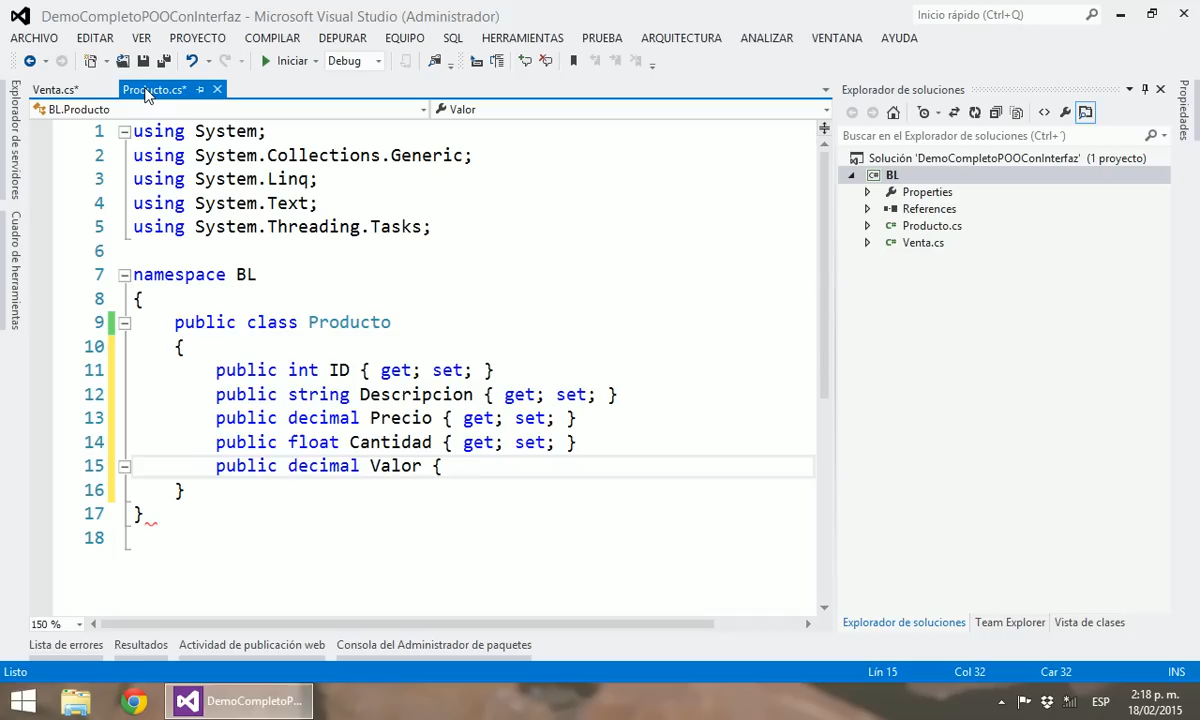 DemoCompletoPOOConInterfaz - Microsoft Visual Studio (Administrador)
Inicio rápido (Ctrl+Q)
ARCHIVO EDITAR VER PROYECTO COMPILAR DEPURAR EQUIPO SQL HERRAMIENTAS PRUEBA ARQUITECTURA ANALIZAR VENTANA AYUDA
Iniciar Debug
Explorador de servidores
Cuadro de herramientas
Venta.cs* Producto.cs*
BL.Producto Valor
1 using System;
2 using System.Collections.Generic;
3 using System.Linq;
4 using System.Text;
5 using System.Threading.Tasks;
6
7 namespace BL
8 {
9 public class Producto
10 {
11 public int ID { get; set; }
12 public string Descripcion { get; set; }
13 public decimal Precio { get; set; }
14 public float Cantidad { get; set; }
15 public decimal Valor {
16 }
17 }
18
150 %
Explorador de soluciones
Buscar en el Explorador de soluciones (Ctrl+´)
Solución 'DemoCompletoPOOConInterfaz' (1 proyecto)
C# BL
Properties
References
C# Producto.cs
C# Venta.cs
Explorador de soluciones Team Explorer Vista de clases
Propiedades
Lista de errores Resultados Actividad de publicación web Consola del Administrador de paquetes
Listo Lín 15 Col 32 Car 32 INS
DemoCompletoP... ESP 2:18 p. m.
18/02/2015